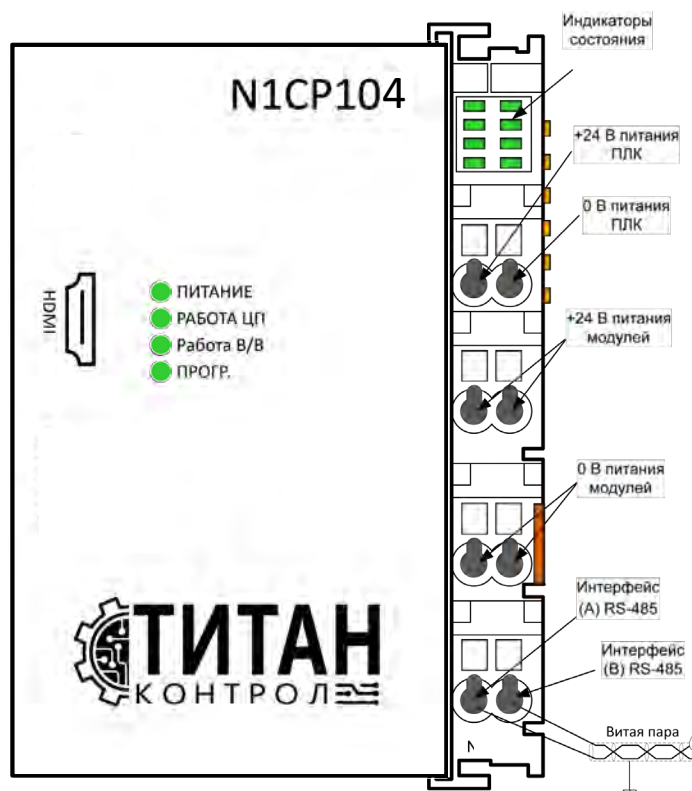 Индикаторы
состояния
N1CP104
+24 В питания
ПЛК
0 В питания
ПЛК
HDMI
ПИТАНИЕ
РАБОТА ЦП
Работа В/В
ПРОГР.
+24 В питания
модулей
0 В питания
модулей
Интерфейс
(A) RS-485
Интерфейс
(B) RS-485
ТИТАН
КОНТРОЛ
Витая пара